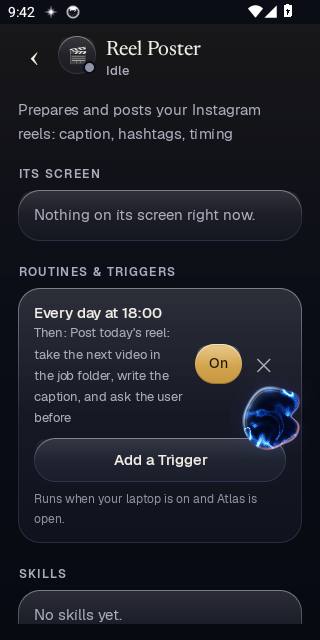 9:42
Reel Poster
Idle
Prepares and posts your Instagram
reels: caption, hashtags, timing
ITS SCREEN
Nothing on its screen right now.
ROUTINES & TRIGGERS
Every day at 18:00
Then: Post today's reel:
take the next video in
the job folder, write the
caption, and ask the user
before
On
Add a Trigger
Runs when your laptop is on and Atlas is
open.
SKILLS
No skills yet.